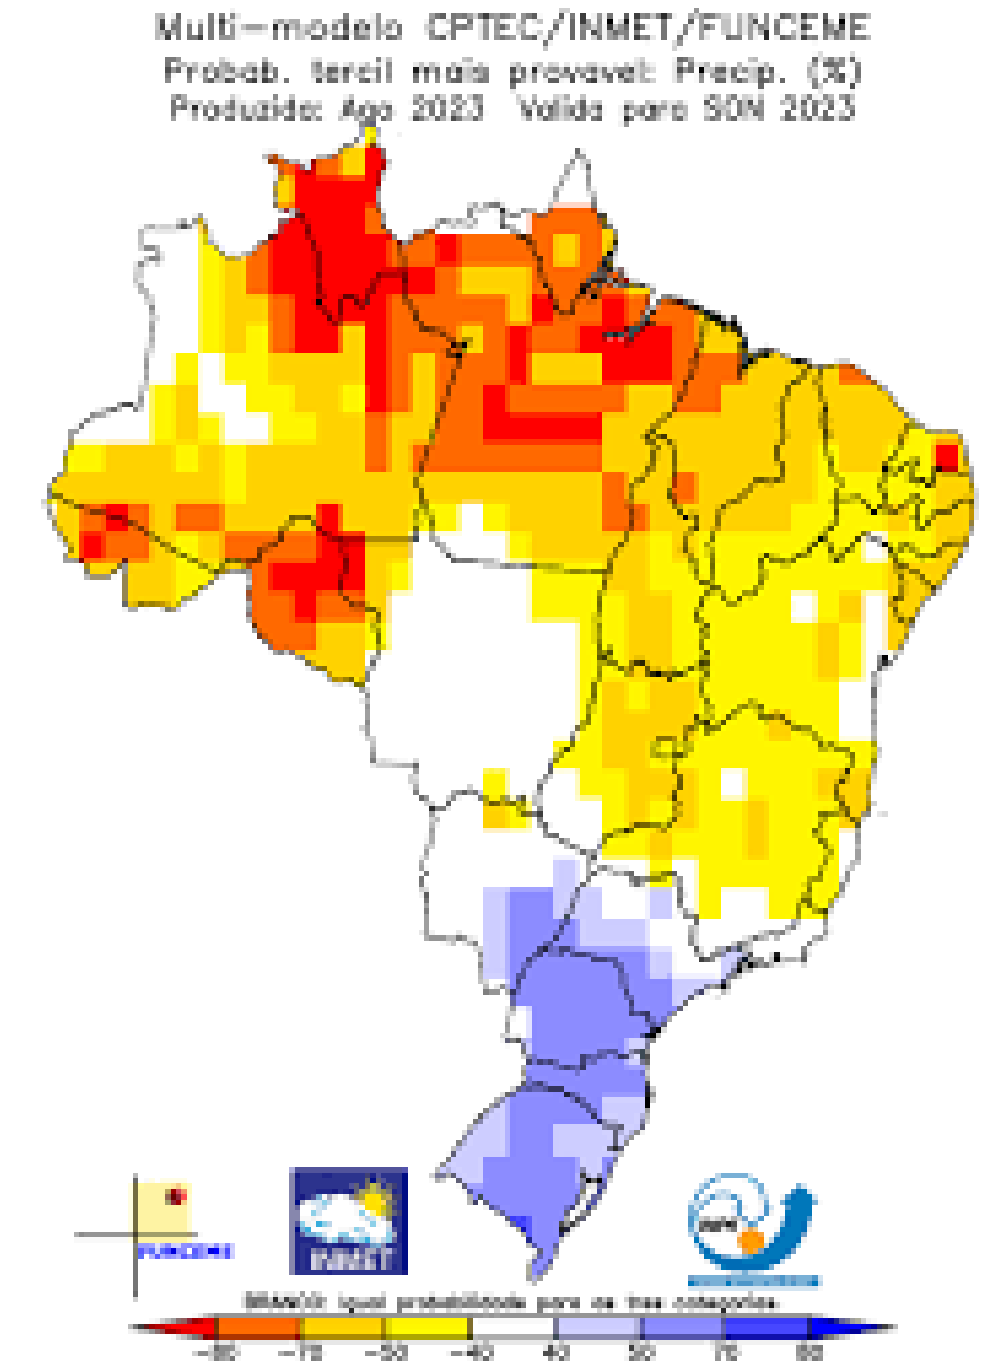 Multi-modelo CPTEC/INMET/FUNCEME
Probab. tercil mais provavel: Precip. (%)
Produzido: Ago 2023 Valido para SON 2023
FUNCEME
INMET
BRANCO: igual probabilidade para as tres categorias
-80 -70 -50 -40 40 50 70 80